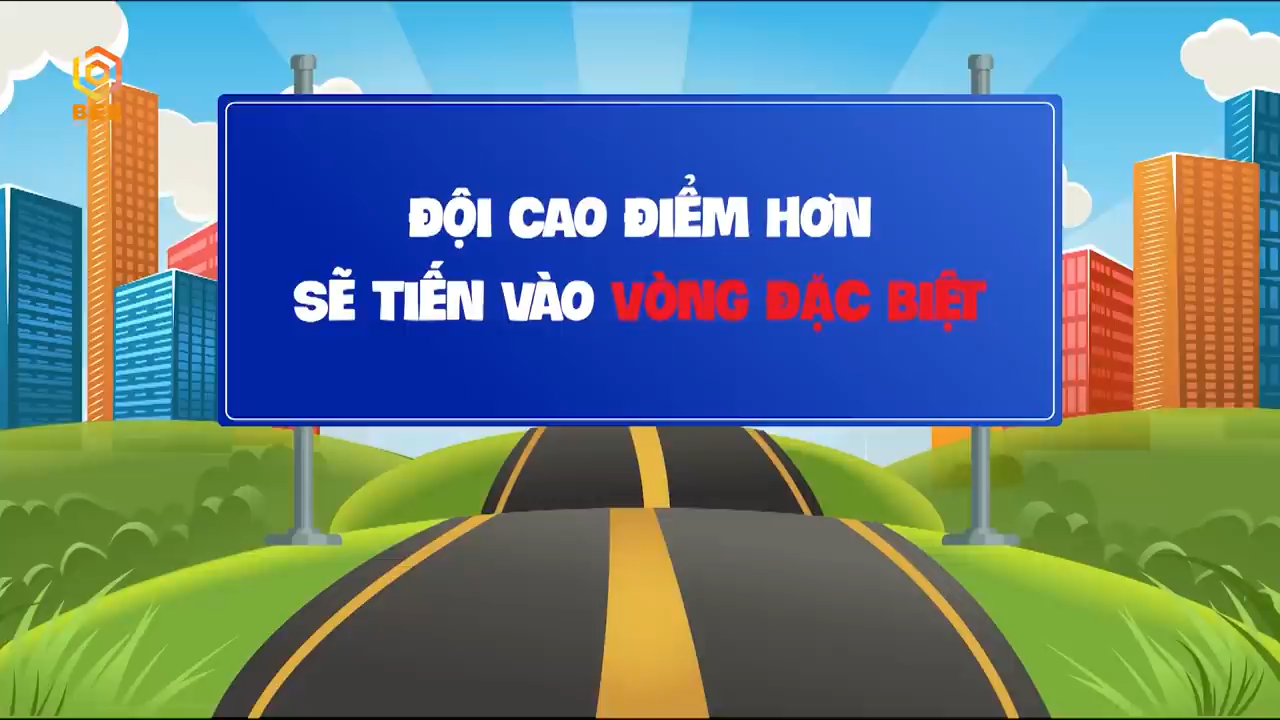 ĐỘI CAO ĐIỂM HƠN
SẼ TIẾN VÀO VÒNG ĐẶC BIỆT